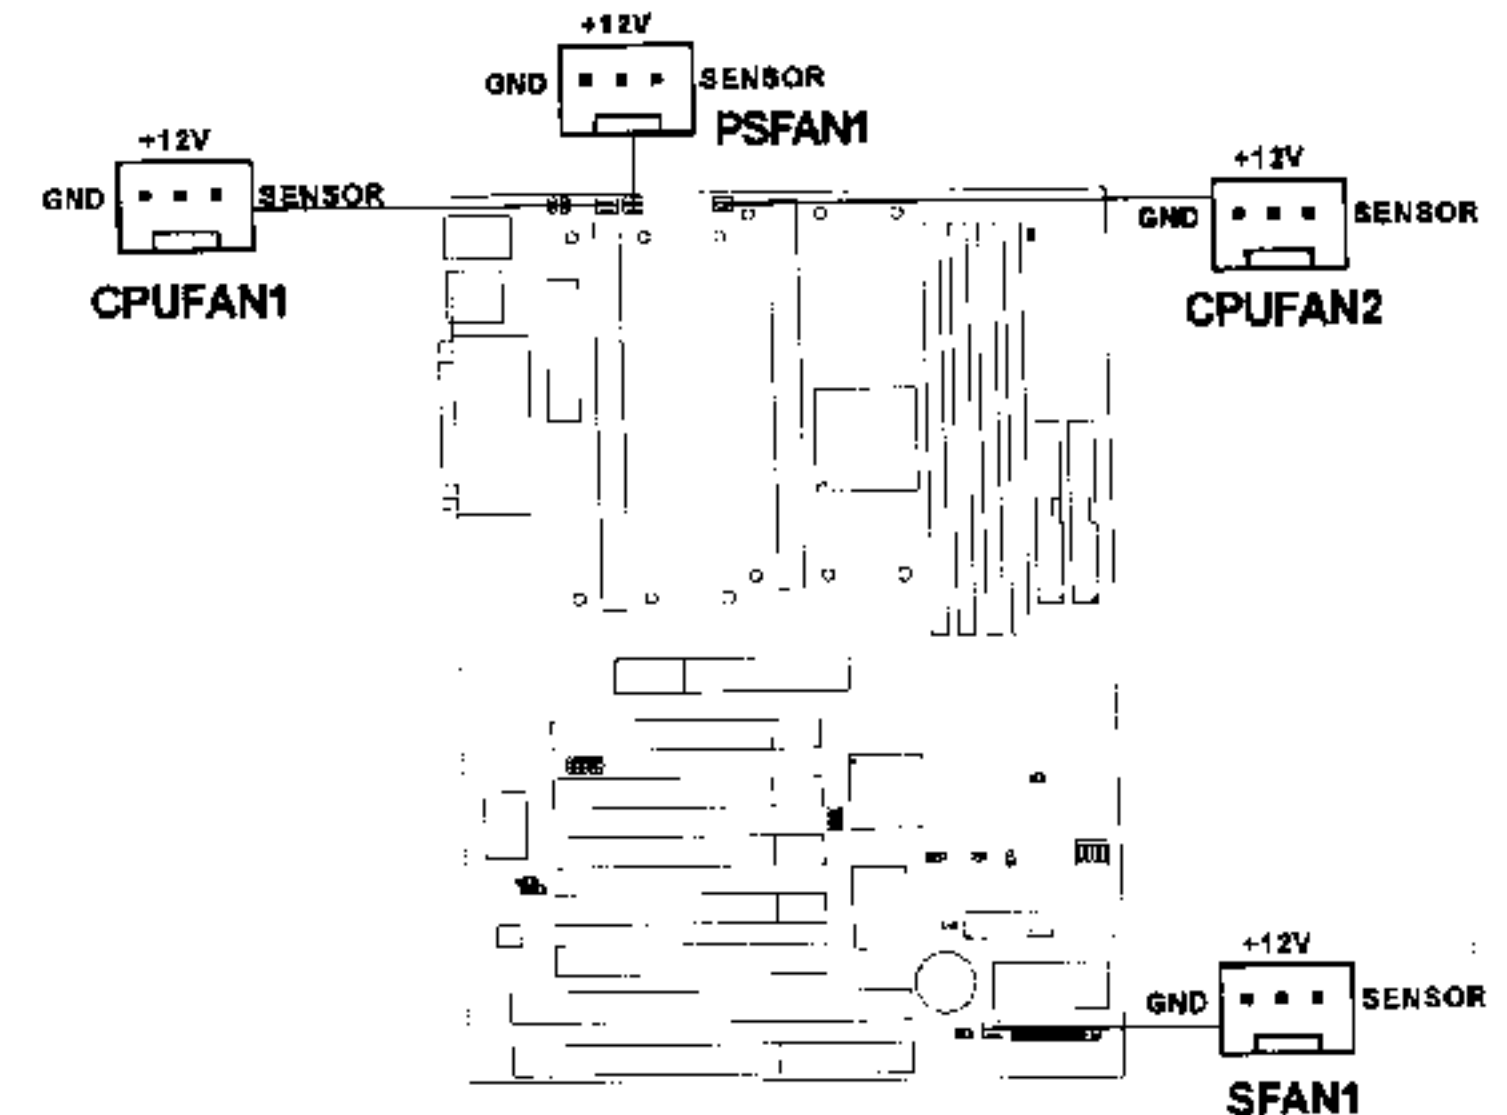 +12V
GND
SENSOR
PSFAN1
+12V
GND
SENSOR
CPUFAN1
+12V
GND
SENSOR
CPUFAN2
+12V
GND
SENSOR
SFAN1